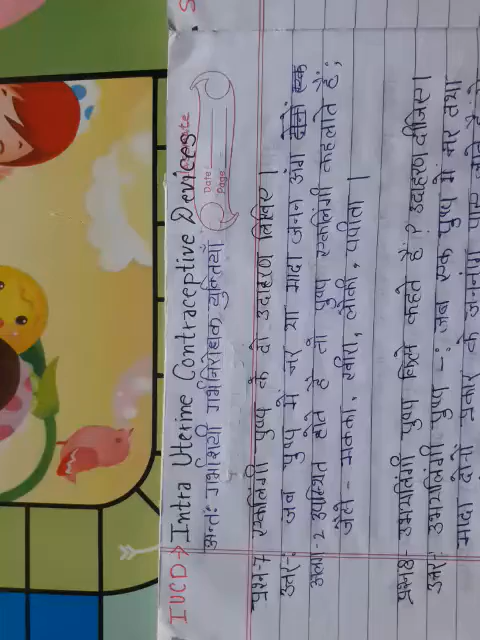 IUCD → Intra Uterine Contraceptive Devices
अन्तः गर्भाशयी गर्भनिरोधक युक्तियाँ
Date
Page
प्रश्न-7 एकलिंगी पुष्प के दो उदाहरण लिखिए।
उत्तर-: जब पुष्प में नर या मादा जनन अंग
अलग-2 उपस्थित होते है तो पुष्प एकलिंगी कहलाते हैं;
जैसे - मक्का, खीरा, लौकी, पपीता।
प्रश्न8- उभयलिंगी पुष्प किसे कहते हैं? उदाहरण दीजिए।
उत्तर- उभयलिंगी पुष्प -: जब एक पुष्प में नर तथा
मादा दोनों प्रकार के जननांग पाए जाते